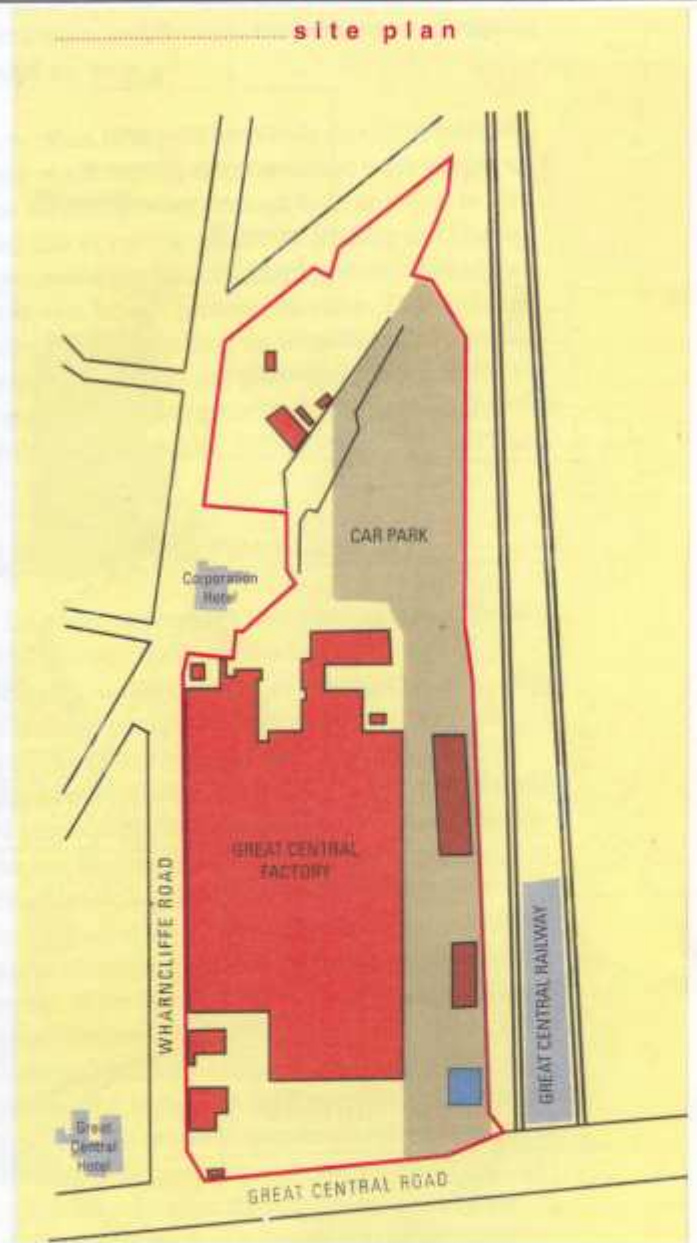 site plan
CAR PARK
Corporation
Hotel
GREAT CENTRAL
FACTORY
WHARNCLIFFE ROAD
GREAT CENTRAL RAILWAY
Great
Central
Hotel
GREAT CENTRAL ROAD